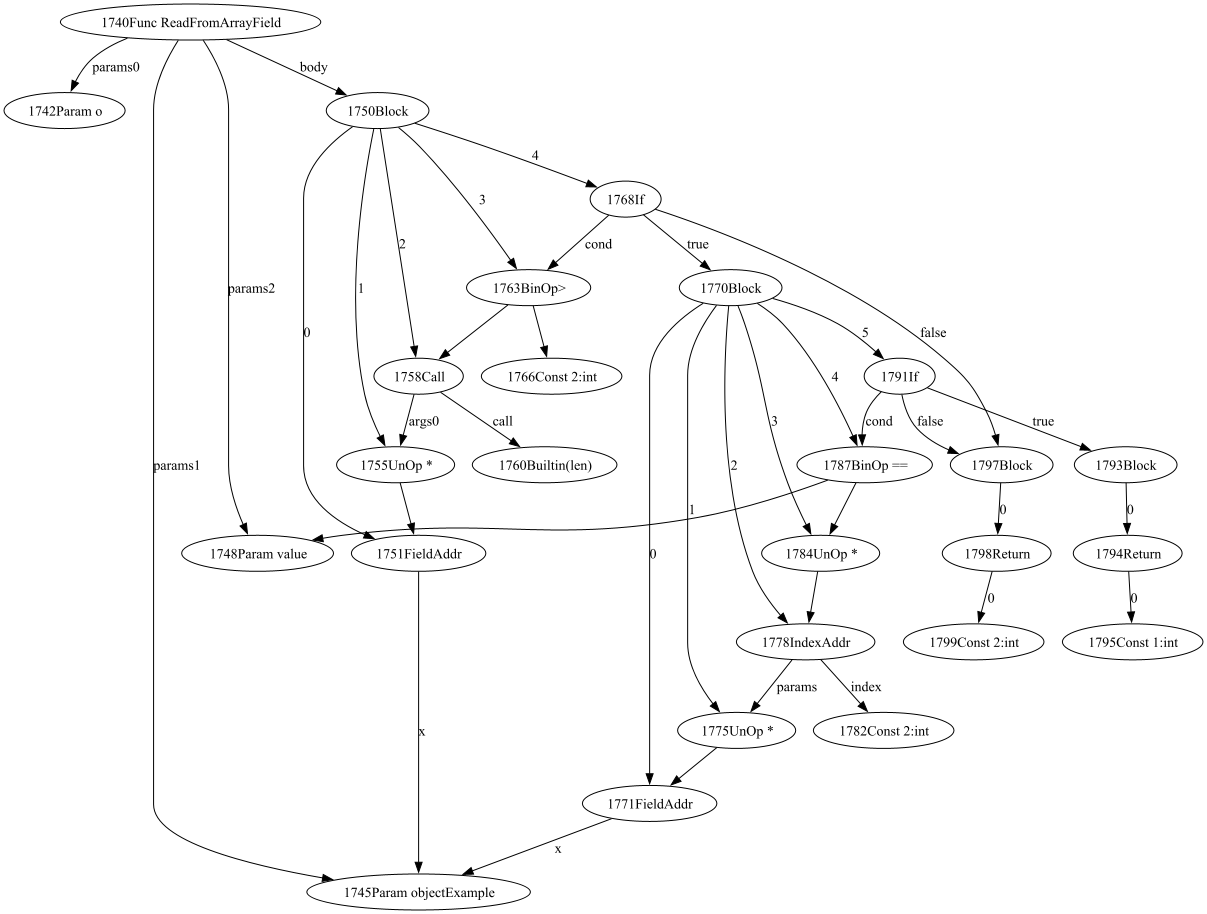 1740Func ReadFromArrayField
params0
body
1742Param o
1750Block
4
1768If
3
cond
true
2
1763BinOp>
1770Block
params2
1
0
false
5
1758Call
1766Const 2:int
1791If
4
args0
call
3
cond
false
true
params1
1755UnOp *
1760Builtin(len)
2
1787BinOp ==
1797Block
1793Block
1
0
0
1748Param value
1751FieldAddr
0
1784UnOp *
1798Return
1794Return
0
0
1778IndexAddr
1799Const 2:int
1795Const 1:int
params
index
x
1775UnOp *
1782Const 2:int
1771FieldAddr
x
1745Param objectExample